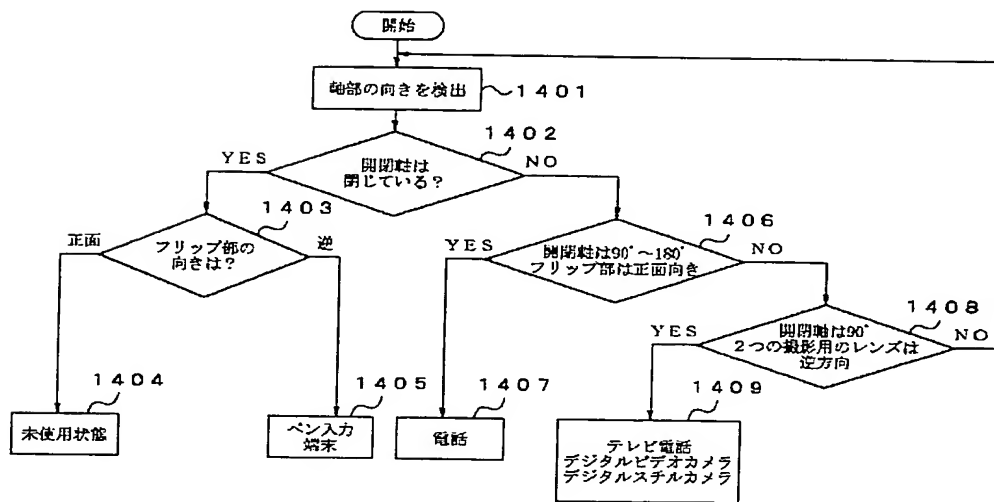 開始
軸部の向きを検出
1401
1402
YES
開閉軸は
閉じている?
NO
1403
正面
フリップ部の
向きは?
逆
1406
YES
開閉軸は90°~180°
フリップ部は正面向き
NO
1408
YES
開閉軸は90°
2つの撮影用のレンズは
逆方向
NO
1404
未使用状態
1405
ペン入力
端末
1407
電話
1409
テレビ電話
デジタルビデオカメラ
デジタルスチルカメラ